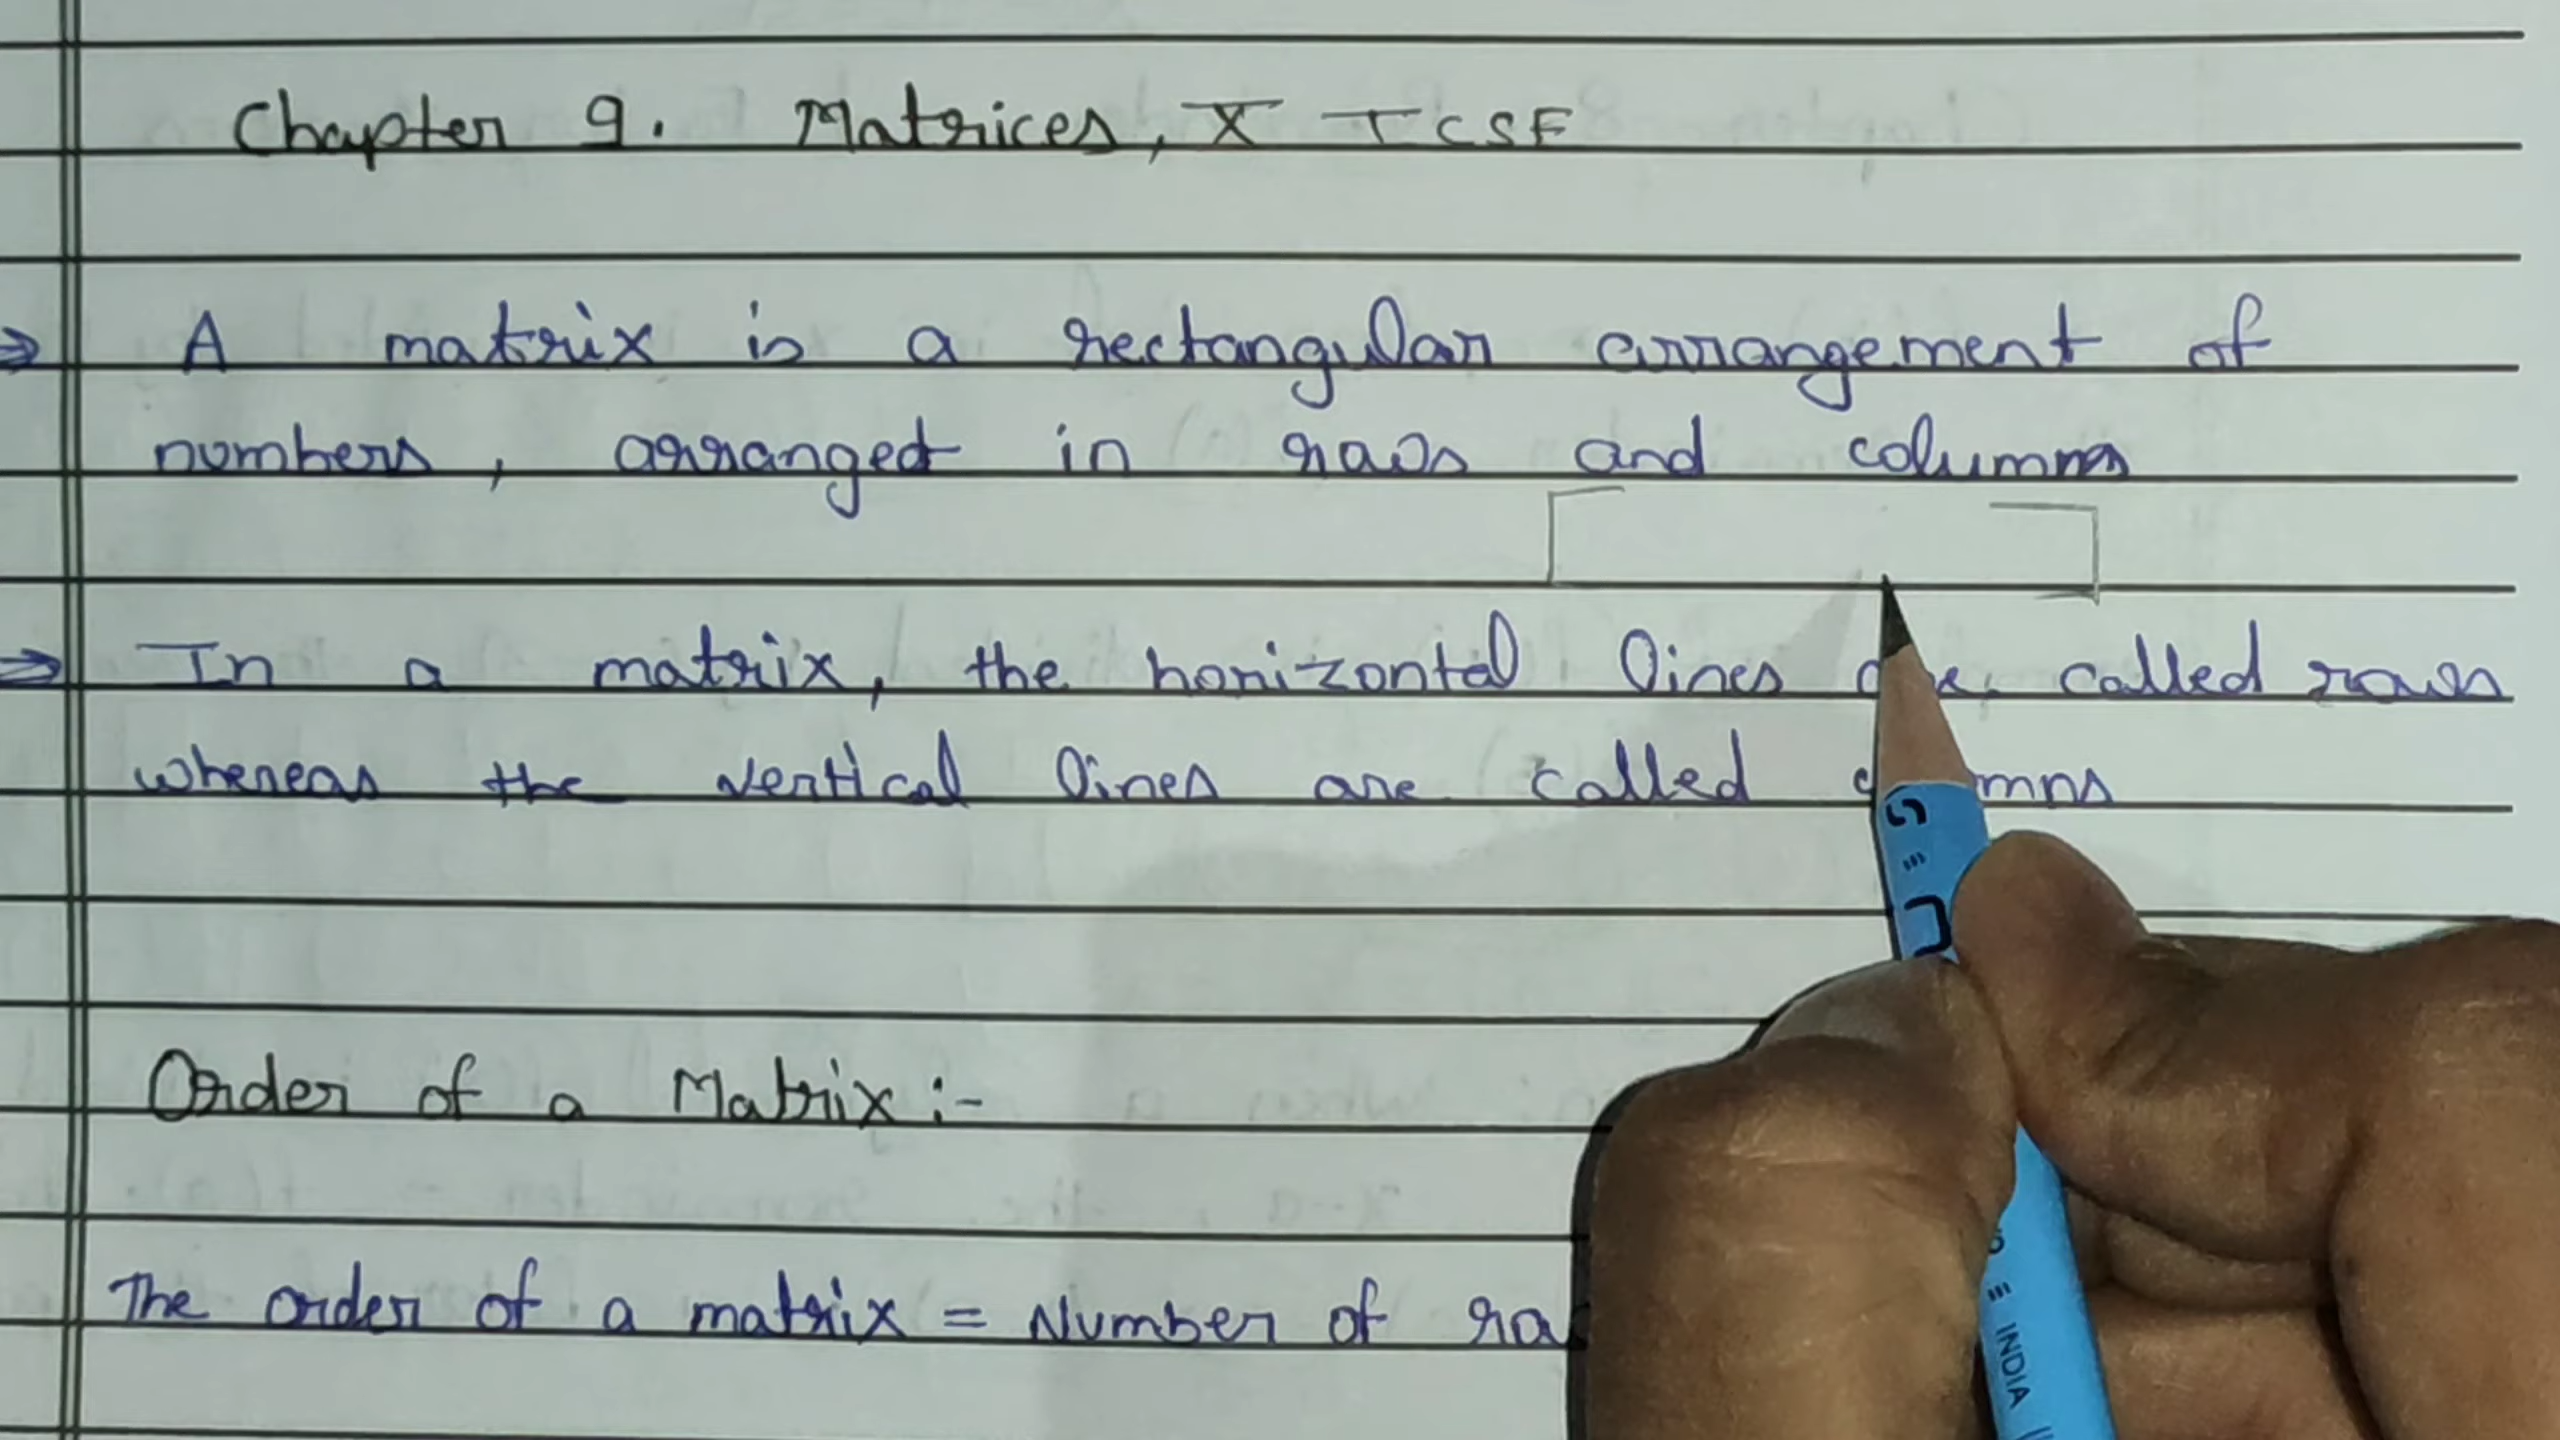 Chapter 9. Matrices, X ICSE
⇒ A matrix is a rectangular arrangement of
numbers, arranged in rows and columns
⇒ In a matrix, the horizontal lines are called rows
whereas the vertical lines are called columns
Order of a Matrix :-
The order of a matrix = Number of
INDIA